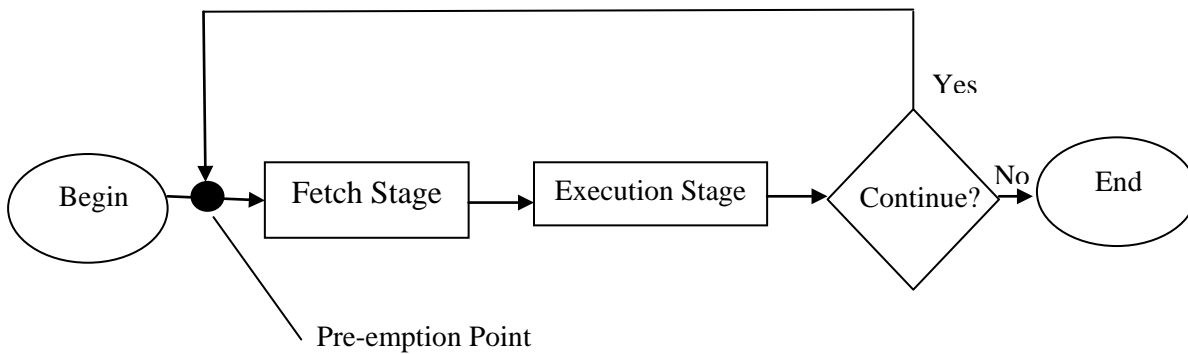 Yes
Begin
Fetch Stage
Execution Stage
Continue?
No
End
Pre-emption Point